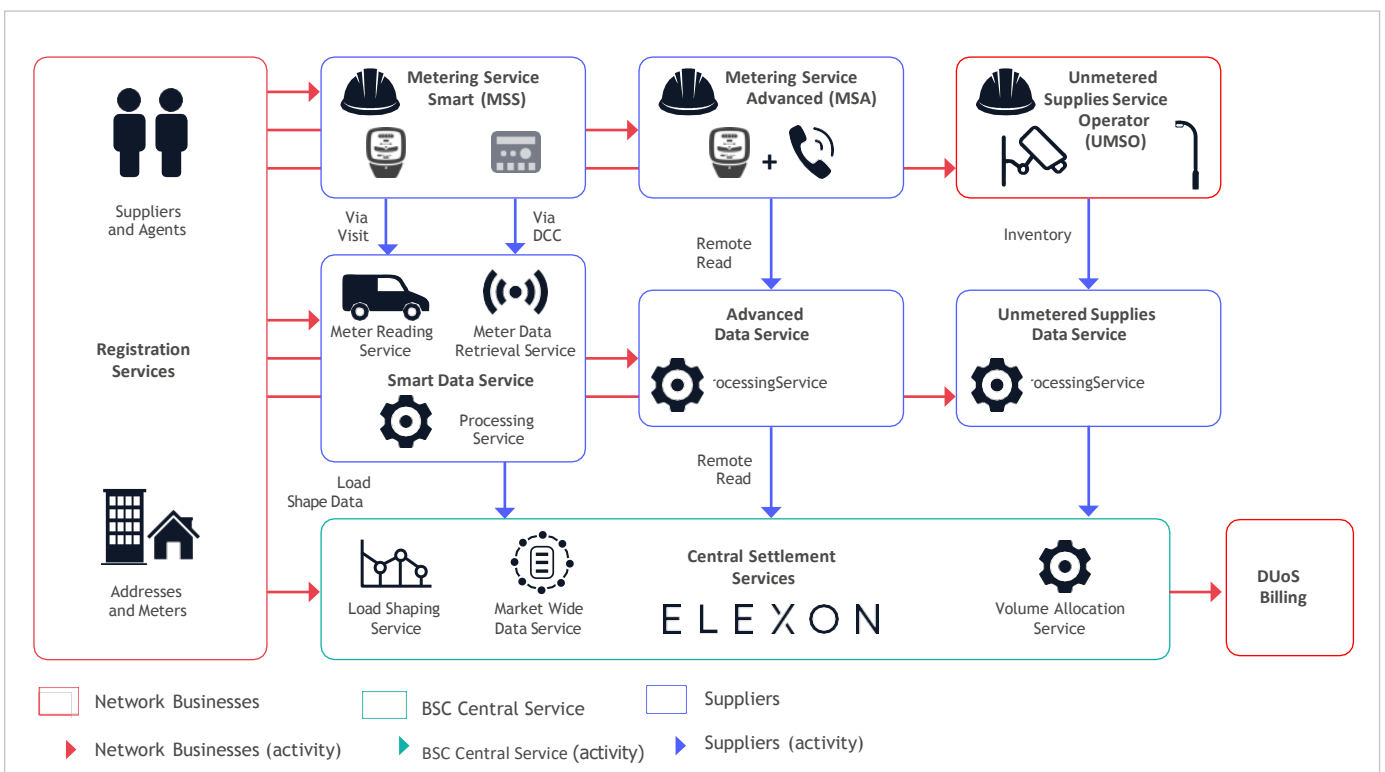 Metering Service
Smart (MSS)
Metering Service
Advanced (MSA)
+
Unmetered
Supplies Service
Operator
(UMSO)
Suppliers
and Agents
Via
Visit
Via
DCC
Remote
Read
Inventory
Registration
Services
Meter Reading
Service
Meter Data
Retrieval Service
Smart Data Service
Processing
Service
Advanced
Data Service
rocessingService
Unmetered Supplies
Data Service
rocessingService
Load
Shape Data
Remote
Read
Addresses
and Meters
Load Shaping
Service
Market Wide
Data Service
Central Settlement
Services
ELEXON
Volume Allocation
Service
DUoS
Billing
Network Businesses
BSC Central Service
Suppliers
Network Businesses (activity)
BSC Central Service (activity)
Suppliers (activity)